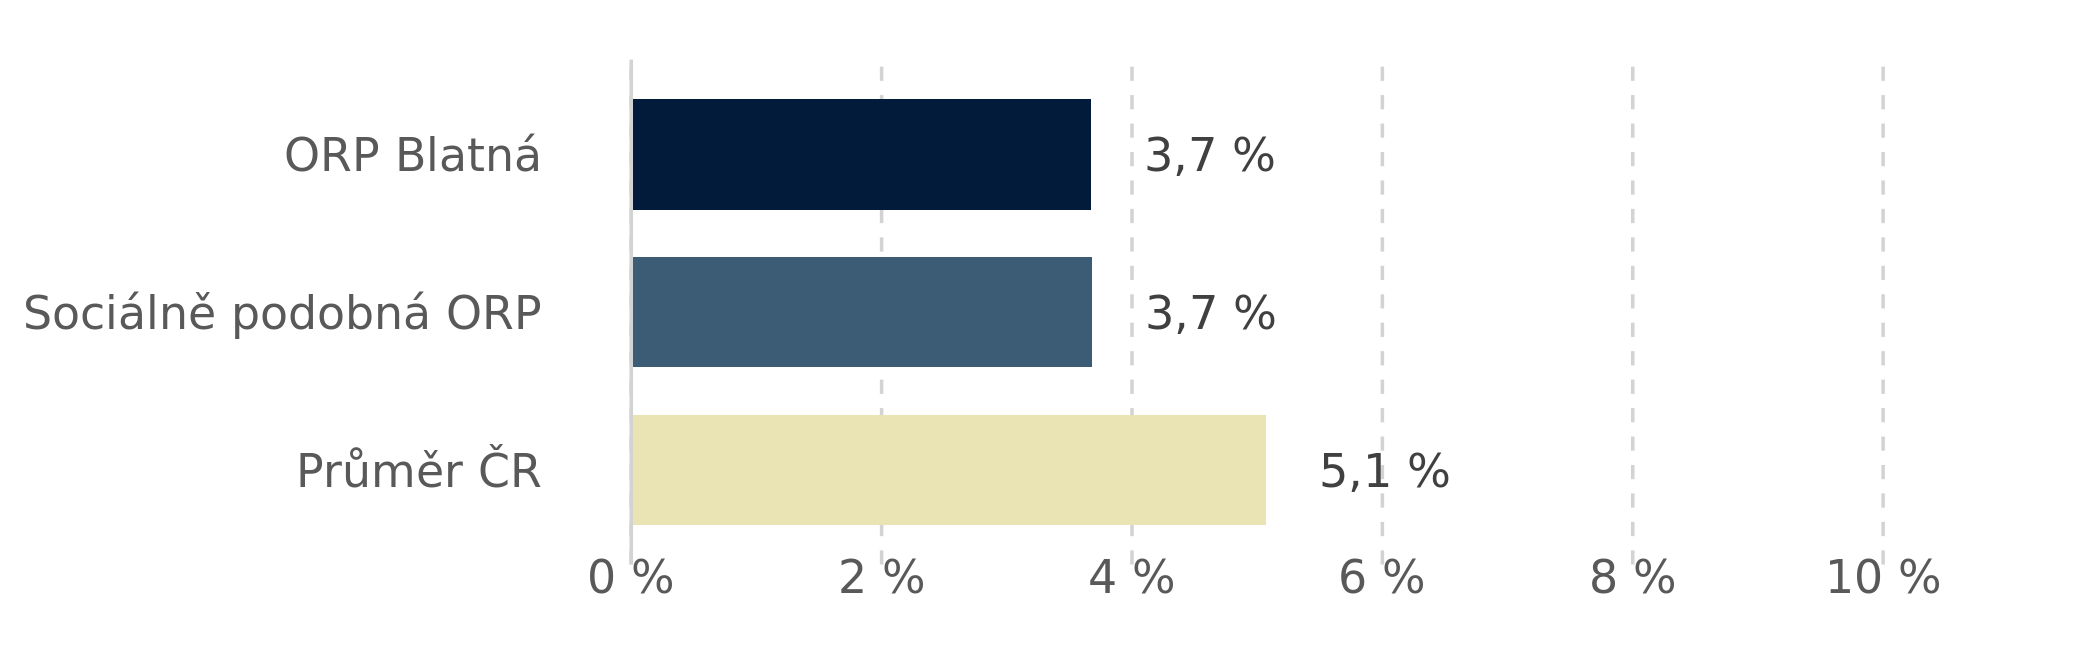 ORP Blatná 3,7 %
Sociálně podobná ORP 3,7 %
Průměr ČR 5,1 %
0 % 2 % 4 % 6 % 8 % 10 %